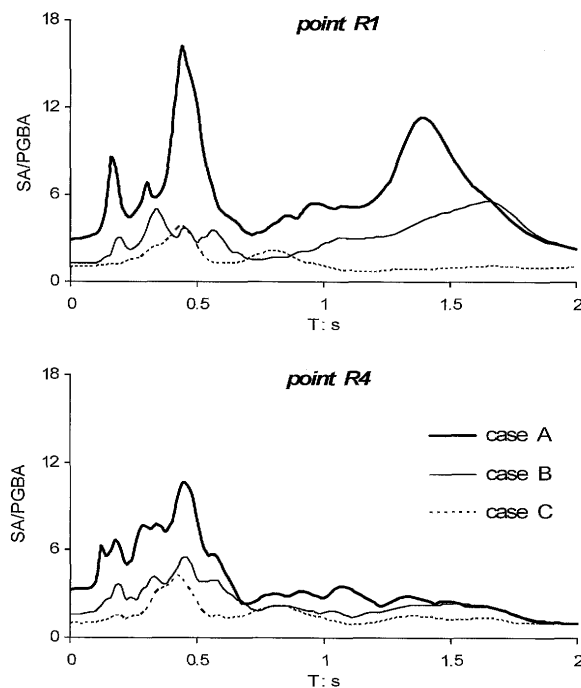 point R1
18
12
6
0
SA/PGBA
0 0.5 1 1.5 2
T: s
point R4
18
12
6
0
SA/PGBA
case A
case B
case C
0 0.5 1 1.5 2
T: s